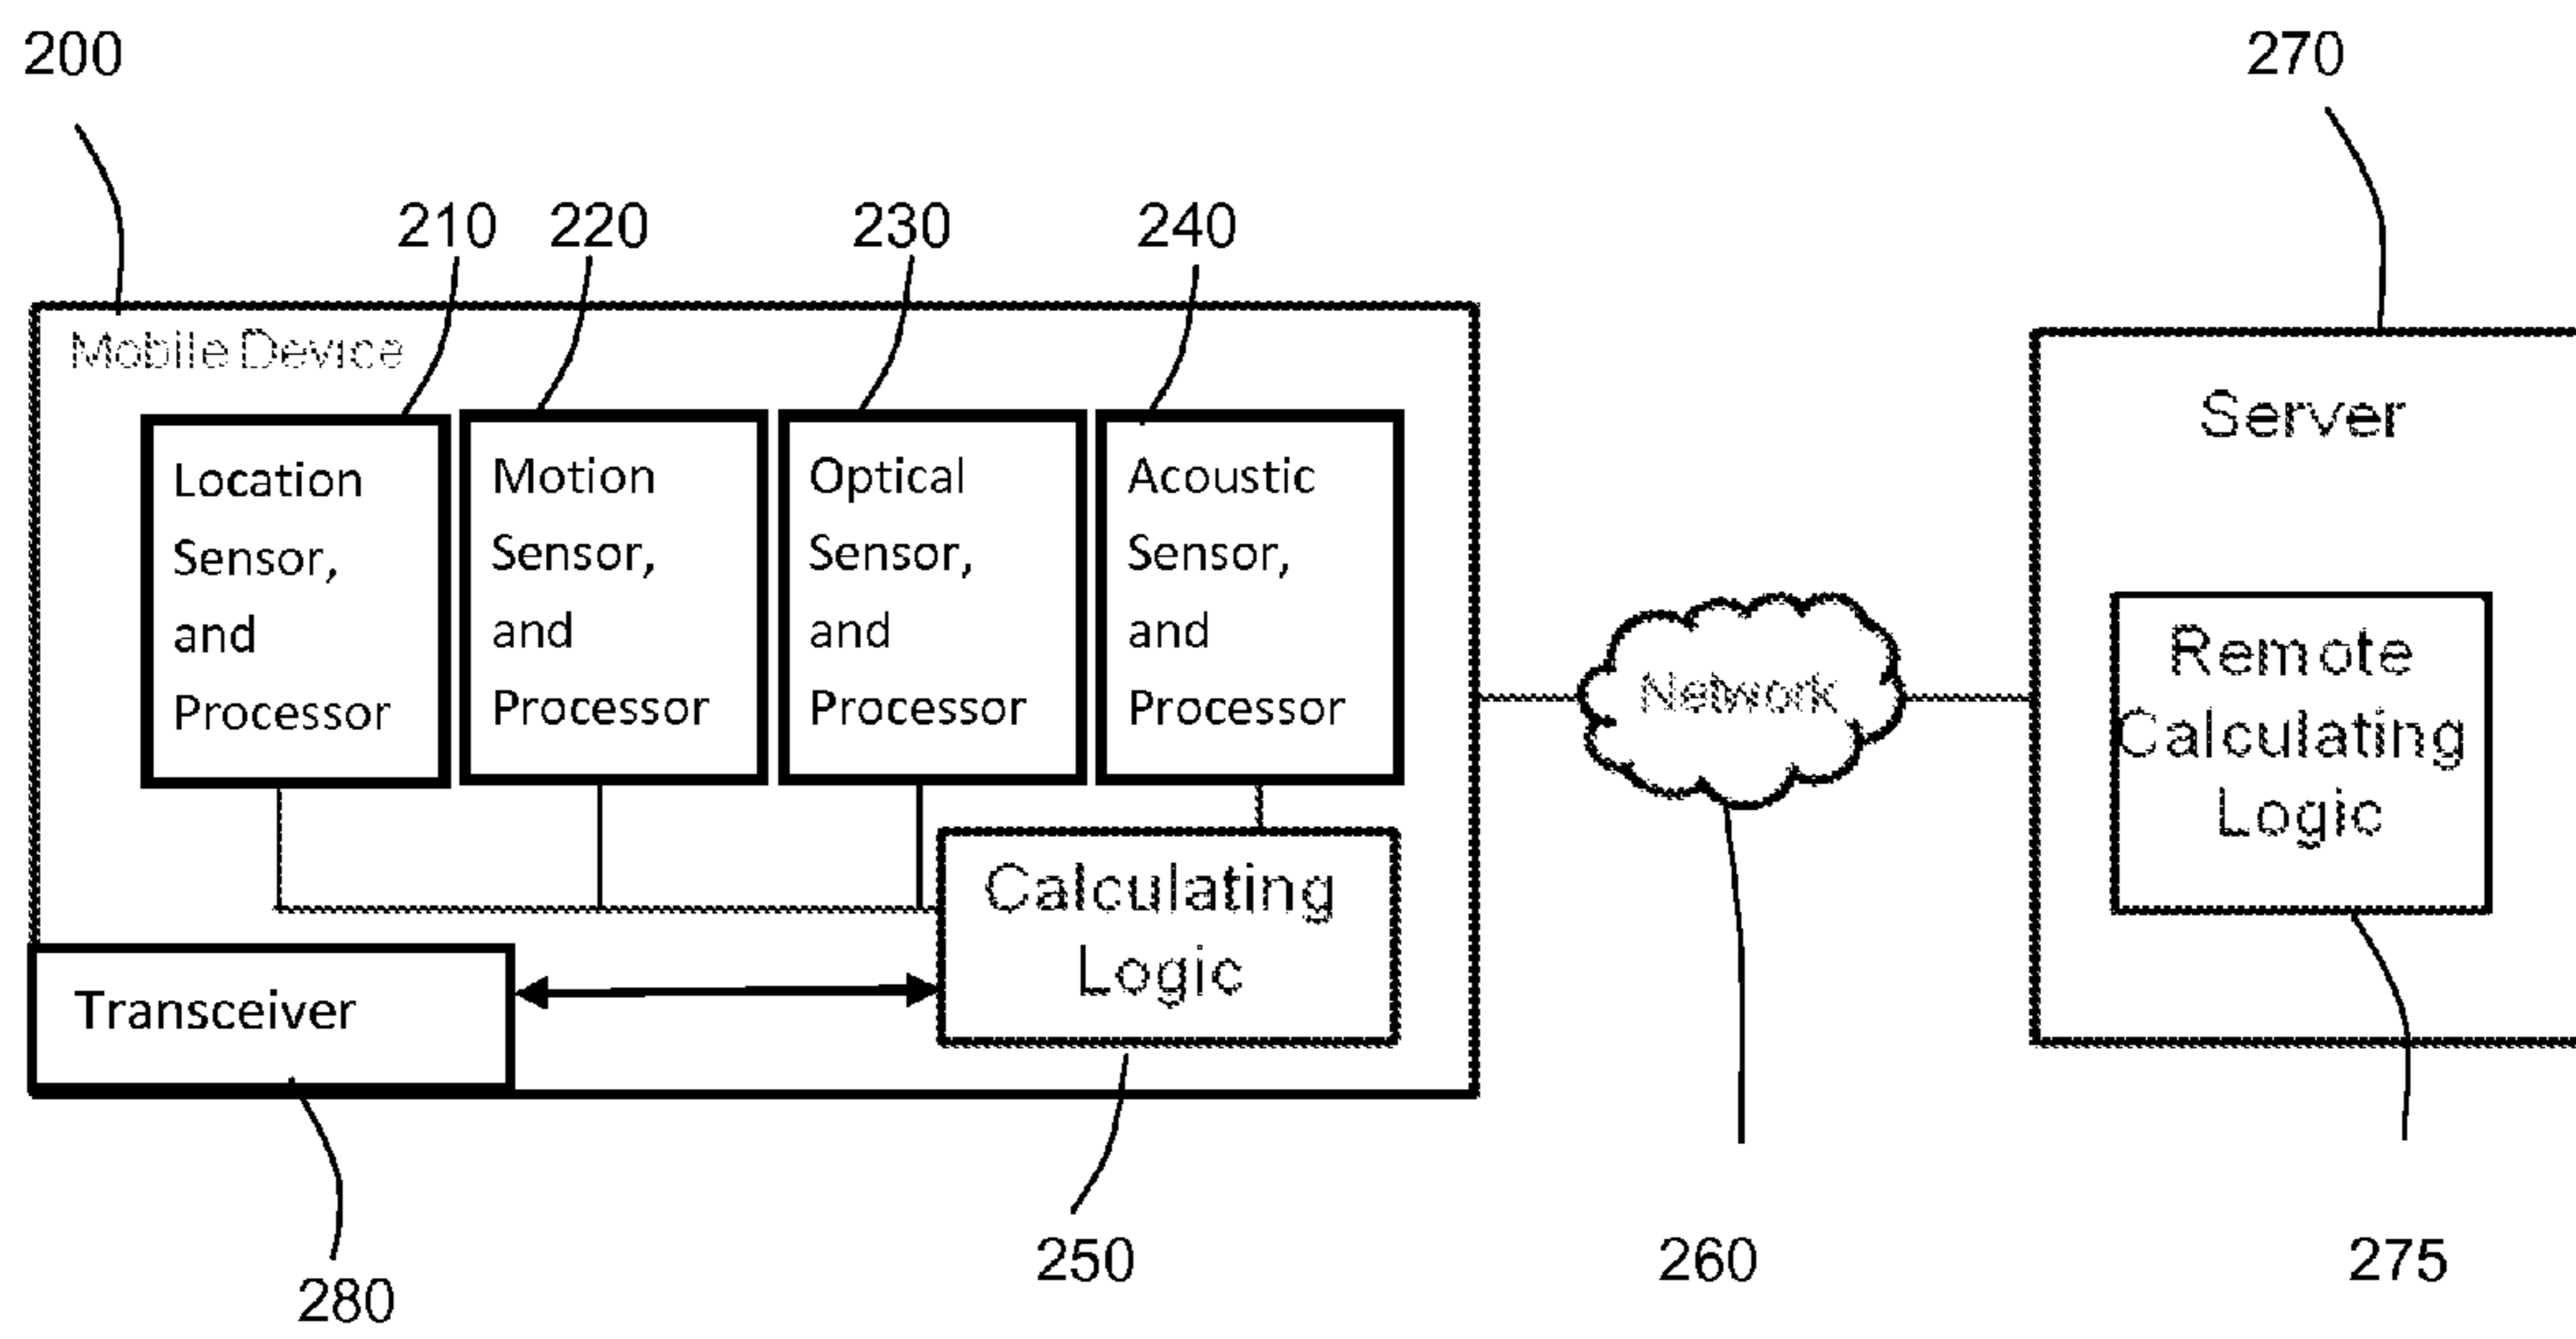 200
270
210
220
230
240
Mobile Device
Location
Sensor,
and
Processor
Motion
Sensor,
and
Processor
Optical
Sensor,
and
Processor
Acoustic
Sensor,
and
Processor
Calculating
Logic
Transceiver
Network
Server
Remote
Calculating
Logic
280
250
260
275